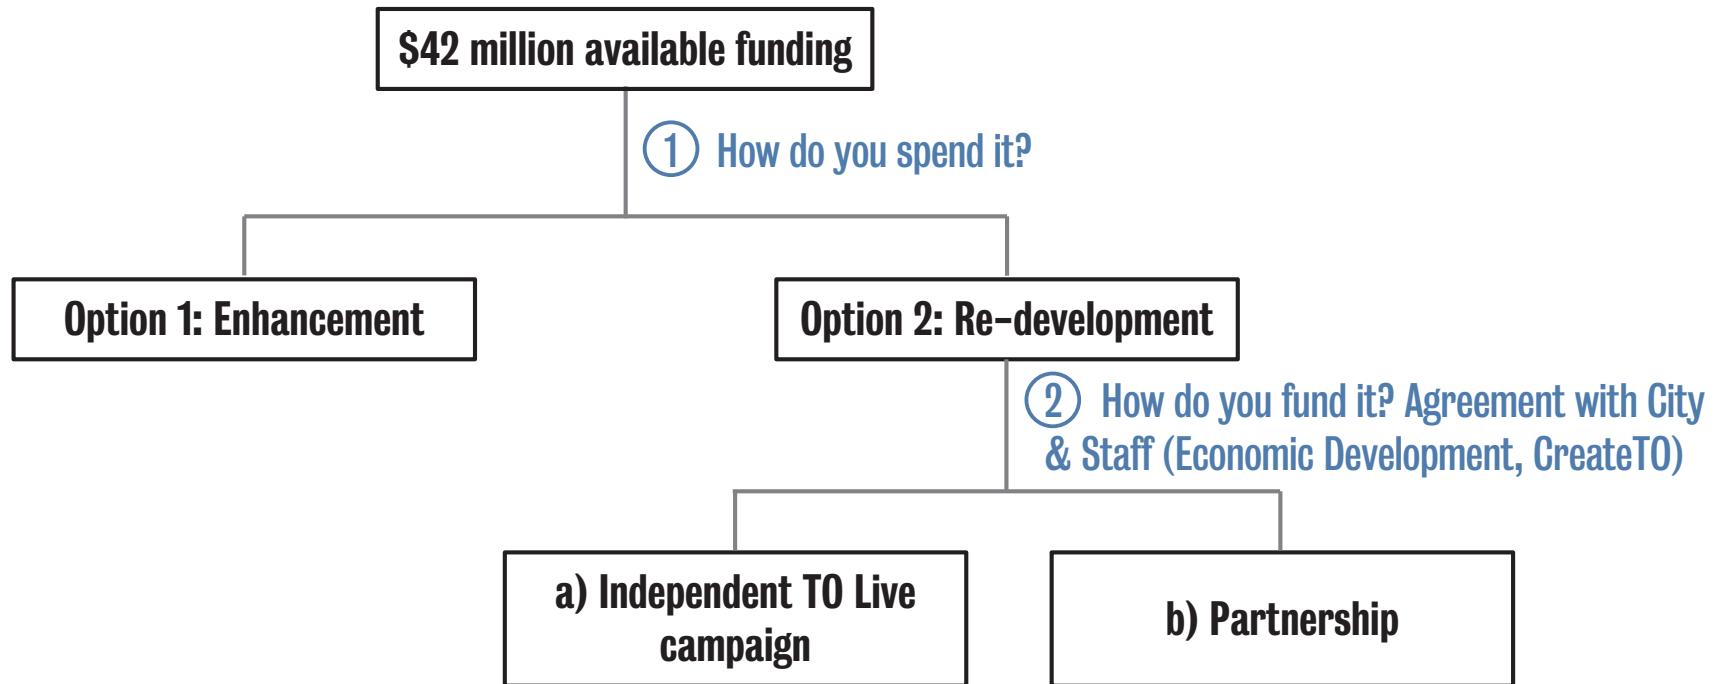 $42 million available funding
1 How do you spend it?
Option 1: Enhancement
Option 2: Re-development
2 How do you fund it? Agreement with City
& Staff (Economic Development, CreateTO)
a) Independent TO Live
campaign
b) Partnership